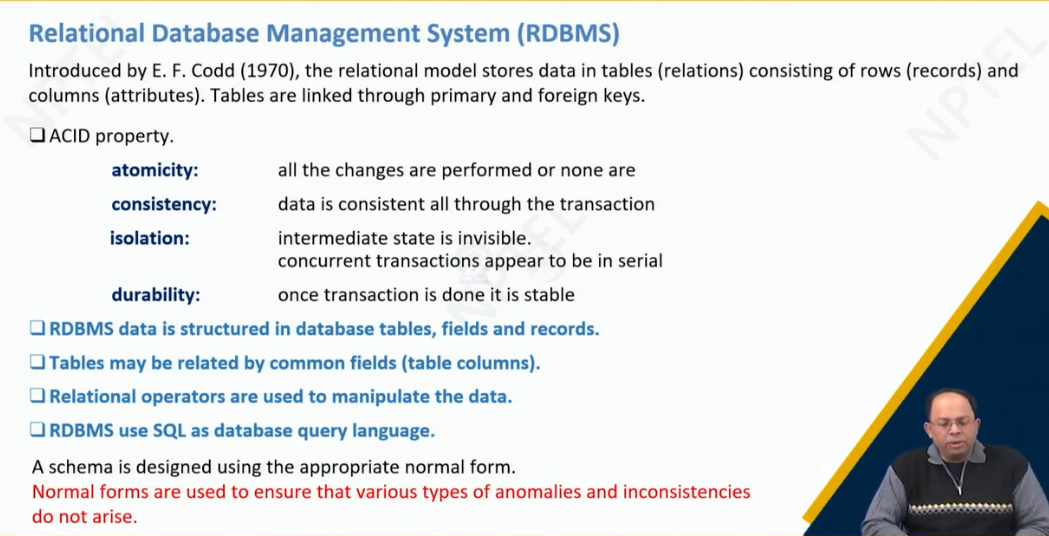 Relational Database Management System (RDBMS)
Introduced by E. F. Codd (1970), the relational model stores data in tables (relations) consisting of rows (records) and
columns (attributes). Tables are linked through primary and foreign keys.
❑ACID property.
atomicity: all the changes are performed or none are
consistency: data is consistent all through the transaction
isolation: intermediate state is invisible.
concurrent transactions appear to be in serial
durability: once transaction is done it is stable
❑RDBMS data is structured in database tables, fields and records.
❑Tables may be related by common fields (table columns).
❑Relational operators are used to manipulate the data.
❑RDBMS use SQL as database query language.
A schema is designed using the appropriate normal form.
Normal forms are used to ensure that various types of anomalies and inconsistencies
do not arise.
NPTEL
NPTEL
NPTEL